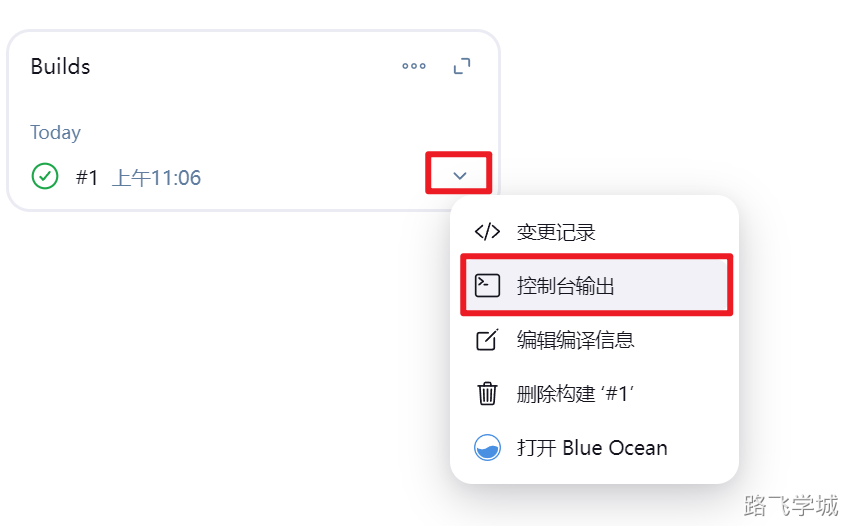 Builds
Today
#1 上午11:06
变更记录
控制台输出
编辑编译信息
删除构建 ‘#1’
打开 Blue Ocean
路飞学城